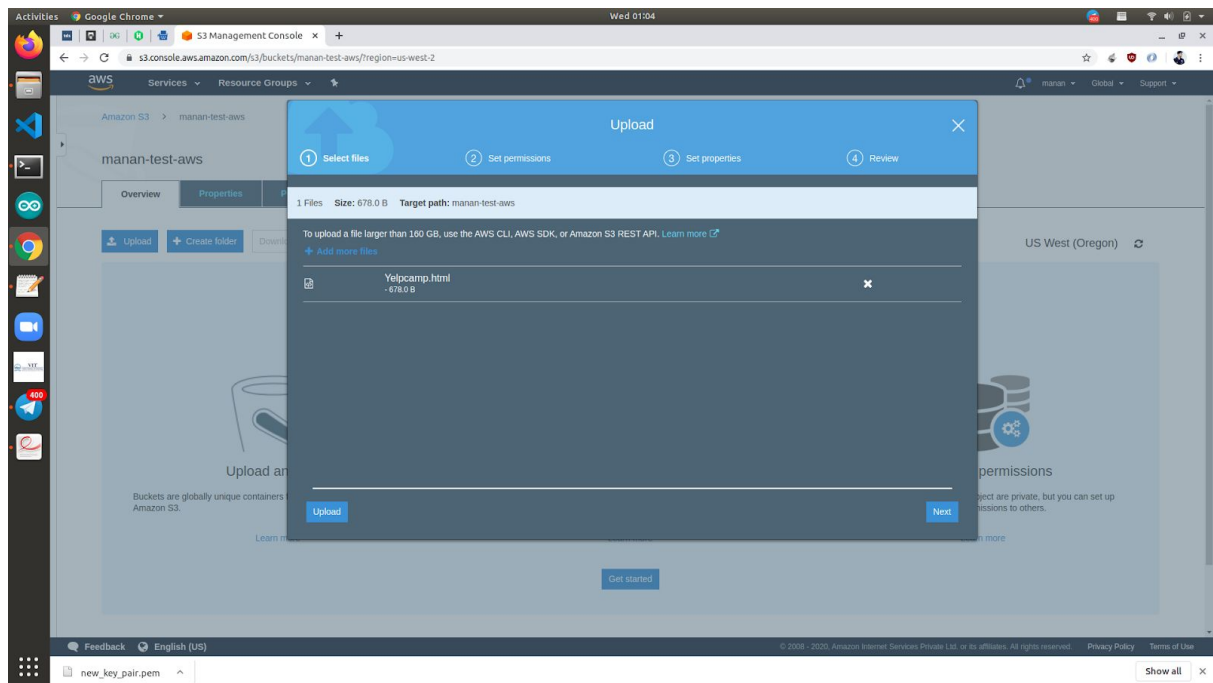 Activities Google Chrome Wed 01:04
S3 Management Console
s3.console.aws.amazon.com/s3/buckets/manan-test-aws/?region=us-west-2
aws Services Resource Groups manan Global Support
Amazon S3 > manan-test-aws
manan-test-aws
Overview Properties P
Upload Create folder Downl
US West (Oregon)
Upload
1 Select files 2 Set permissions 3 Set properties 4 Review
1 Files Size: 678.0 B Target path: manan-test-aws
To upload a file larger than 160 GB, use the AWS CLI, AWS SDK, or Amazon S3 REST API. Learn more
Add more files
Yelpcamp.html
- 678.0 B
Upload Next
Upload an
Buckets are globally unique containers
Amazon S3.
Learn m
permissions
ject are private, but you can set up
issions to others.
n more
Get started
Feedback English (US) © 2008 - 2020, Amazon Internet Services Private Ltd. or its affiliates. All rights reserved. Privacy Policy Terms of Use
new_key_pair.pem Show all
VIT
400